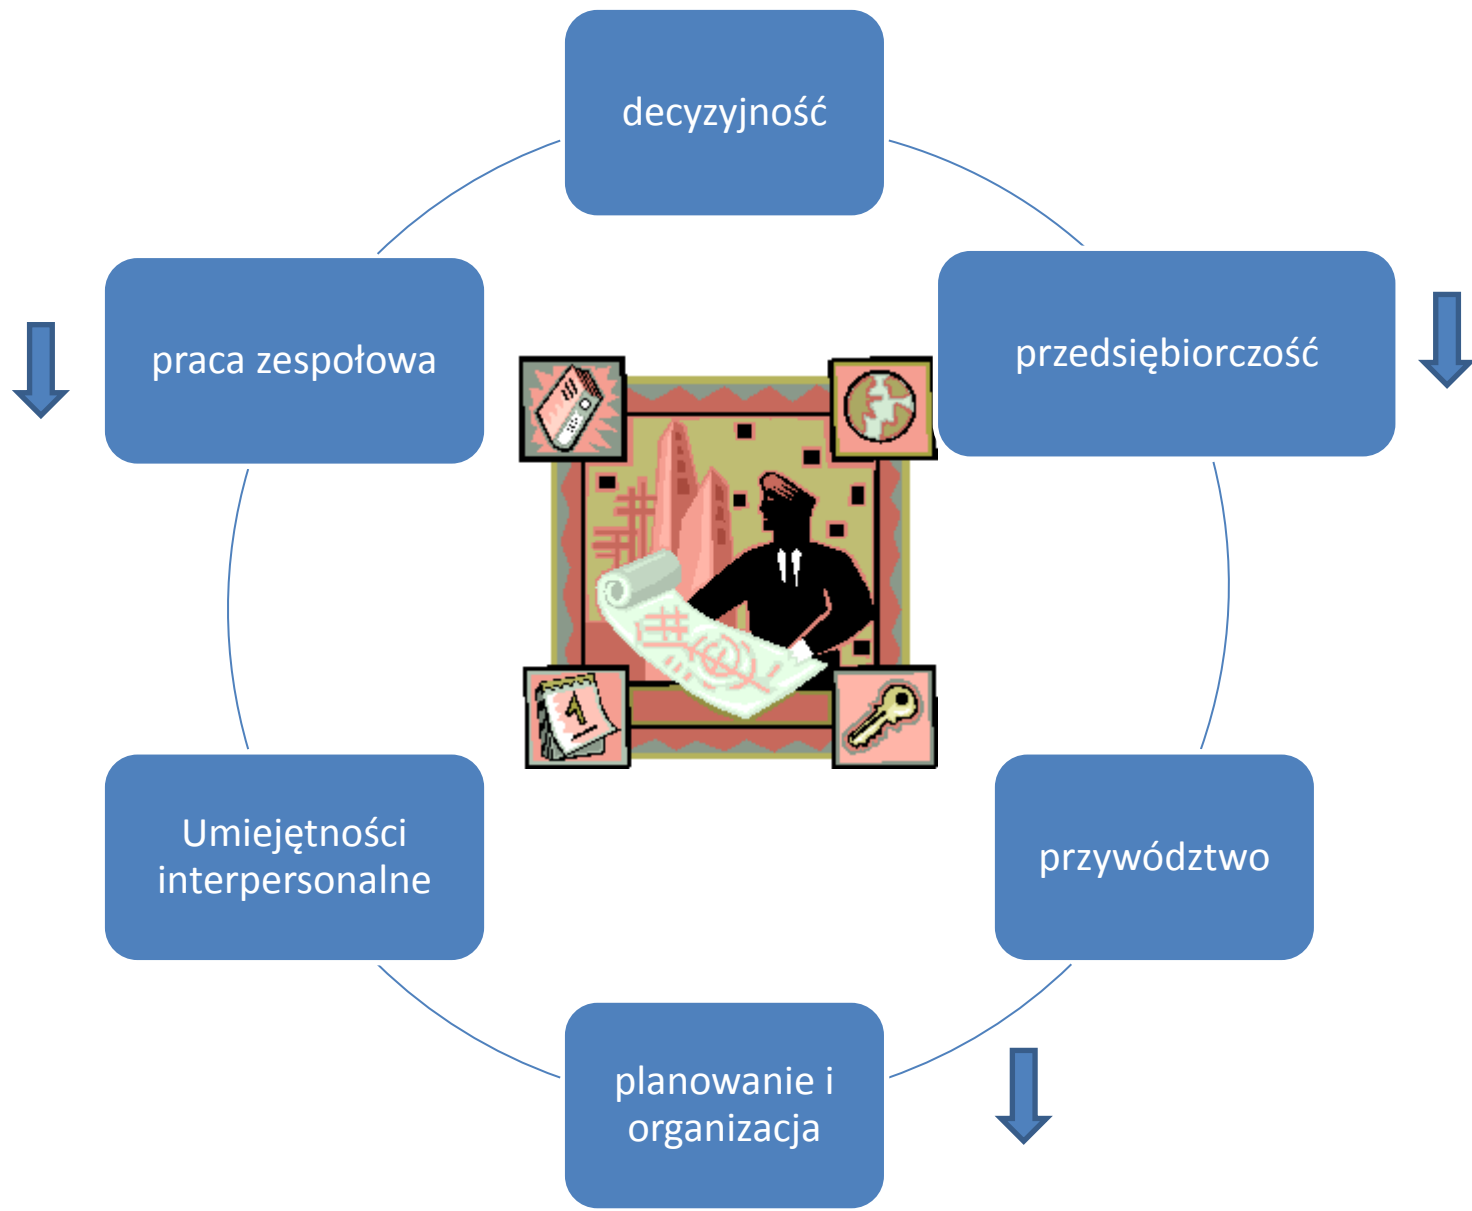 decyzyjność
przedsiębiorczość
przywództwo
planowanie i
organizacja
Umiejętności
interpersonalne
praca zespołowa